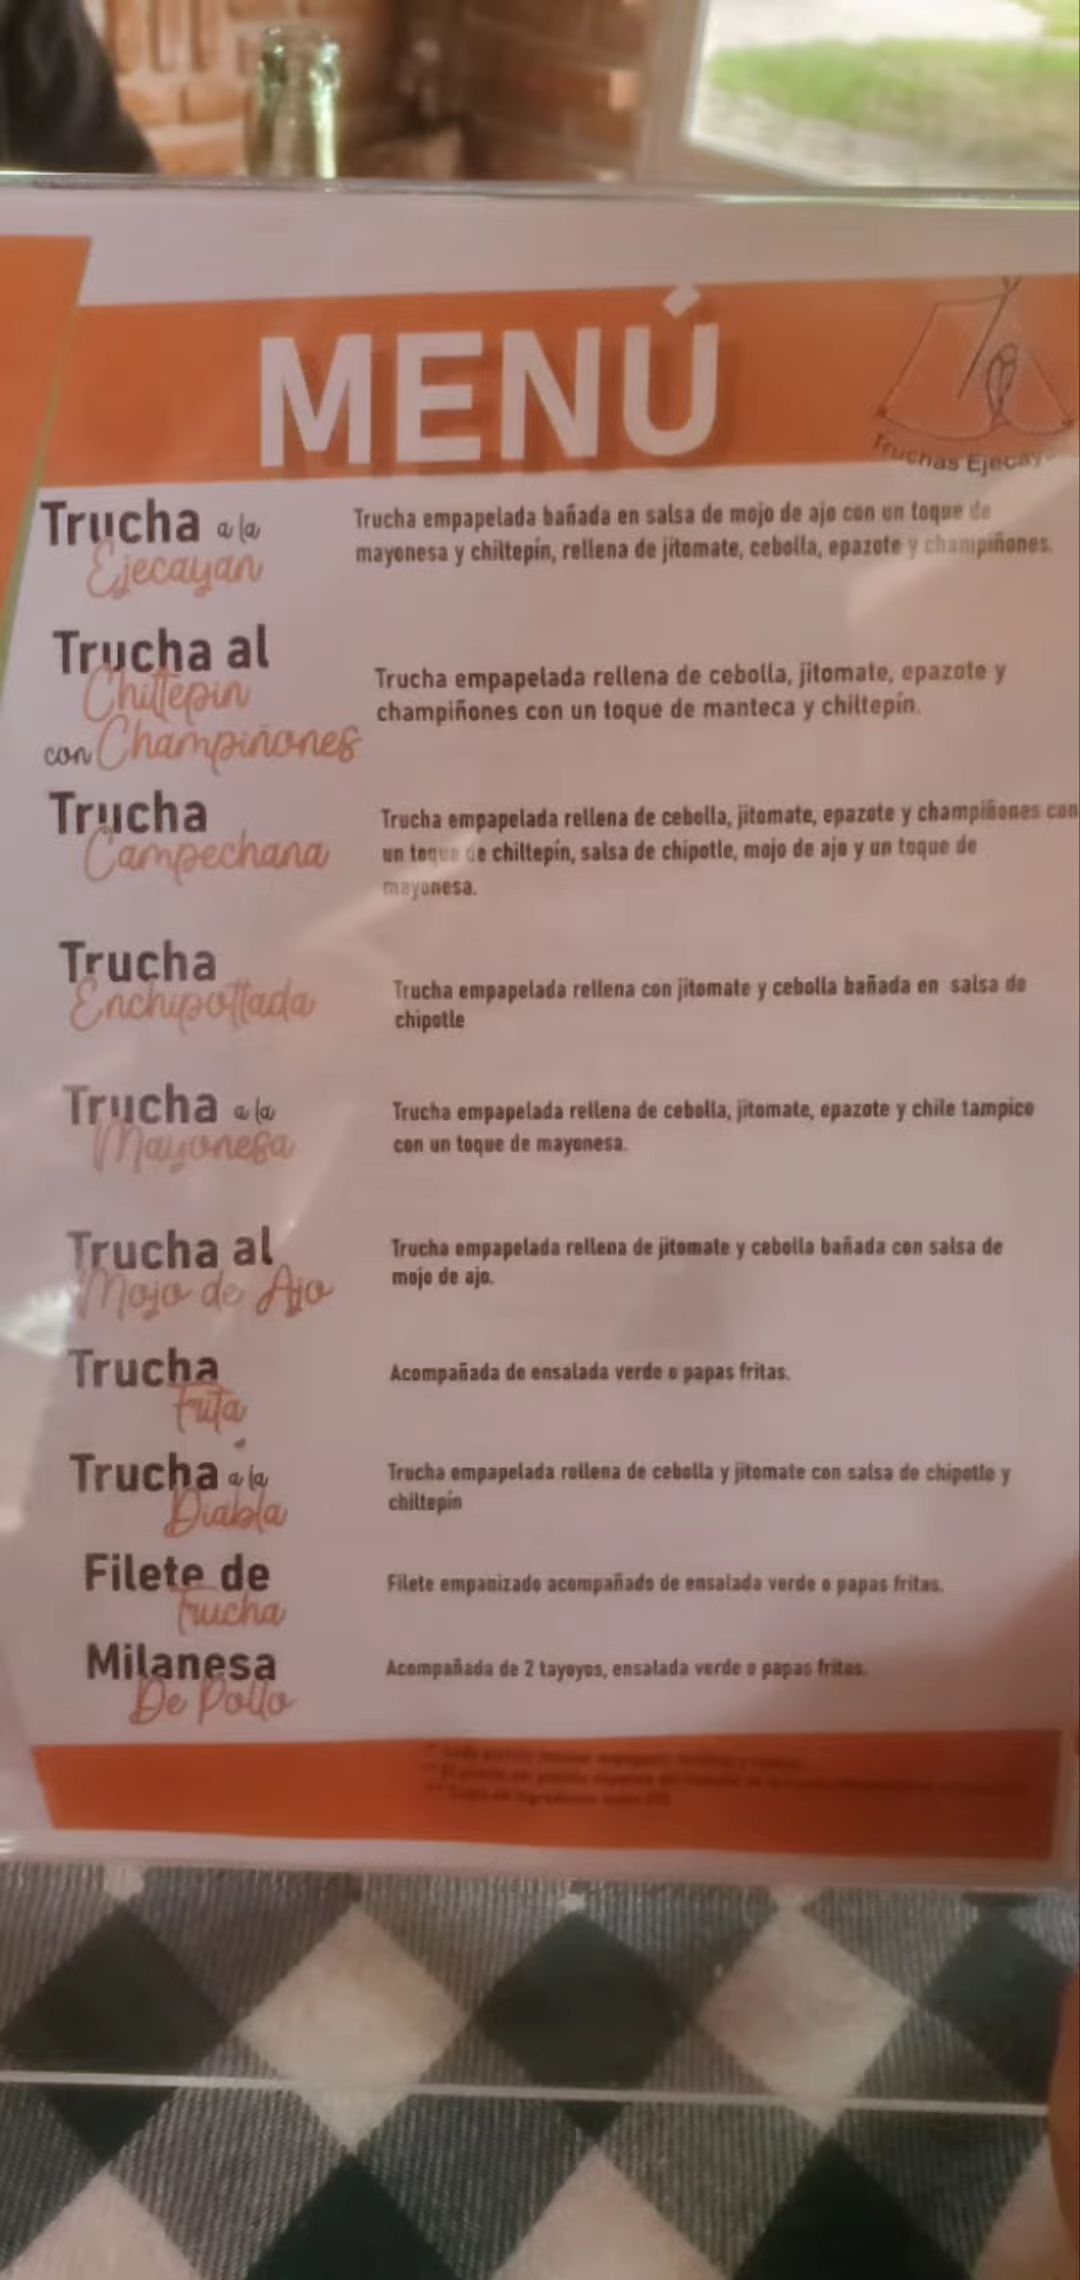 MENÚ
Truchas Ejecayan
Trucha a la
Ejecayan
Trucha empapelada bañada en salsa de mojo de ajo con un toque de
mayonesa y chiltepín, rellena de jitomate, cebolla, epazote y champiñones.
Trucha al
Chiltepin
con Champiñones
Trucha empapelada rellena de cebolla, jitomate, epazote y
champiñones con un toque de manteca y chiltepín.
Trucha
Campechana
Trucha empapelada rellena de cebolla, jitomate, epazote y champiñones con
un toque de chiltepín, salsa de chipotle, mojo de ajo y un toque de
mayonesa.
Trucha
Enchipotlada
Trucha empapelada rellena con jitomate y cebolla bañada en salsa de
chipotle
Trucha a la
Mayonesa
Trucha empapelada rellena de cebolla, jitomate, epazote y chile tampico
con un toque de mayonesa.
Trucha al
Mojo de Ajo
Trucha empapelada rellena de jitomate y cebolla bañada con salsa de
mojo de ajo.
Trucha
Frita
Acompañada de ensalada verde o papas fritas.
Trucha a la
Diabla
Trucha empapelada rellena de cebolla y jitomate con salsa de chipotle y
chiltepín
Filete de
Trucha
Filete empanizado acompañado de ensalada verde o papas fritas.
Milanesa
De Pollo
Acompañada de 2 tayoyos, ensalada verde o papas fritas.